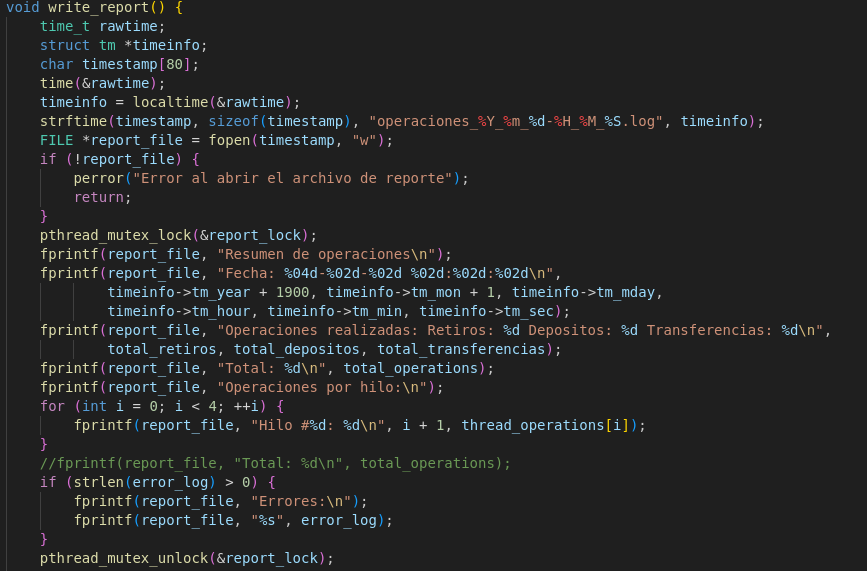 void write_report() {
    time_t rawtime;
    struct tm *timeinfo;
    char timestamp[80];
    time(&rawtime);
    timeinfo = localtime(&rawtime);
    strftime(timestamp, sizeof(timestamp), "operaciones_%Y_%m_%d-%H_%M_%S.log", timeinfo);
    FILE *report_file = fopen(timestamp, "w");
    if (!report_file) {
        perror("Error al abrir el archivo de reporte");
        return;
    }
    pthread_mutex_lock(&report_lock);
    fprintf(report_file, "Resumen de operaciones\n");
    fprintf(report_file, "Fecha: %04d-%02d-%02d %02d:%02d:%02d\n",
            timeinfo->tm_year + 1900, timeinfo->tm_mon + 1, timeinfo->tm_mday,
            timeinfo->tm_hour, timeinfo->tm_min, timeinfo->tm_sec);
    fprintf(report_file, "Operaciones realizadas: Retiros: %d Depositos: %d Transferencias: %d\n",
            total_retiros, total_depositos, total_transferencias);
    fprintf(report_file, "Total: %d\n", total_operations);
    fprintf(report_file, "Operaciones por hilo:\n");
    for (int i = 0; i < 4; ++i) {
        fprintf(report_file, "Hilo #%d: %d\n", i + 1, thread_operations[i]);
    }
    //fprintf(report_file, "Total: %d\n", total_operations);
    if (strlen(error_log) > 0) {
        fprintf(report_file, "Errores:\n");
        fprintf(report_file, "%s", error_log);
    }
    pthread_mutex_unlock(&report_lock);